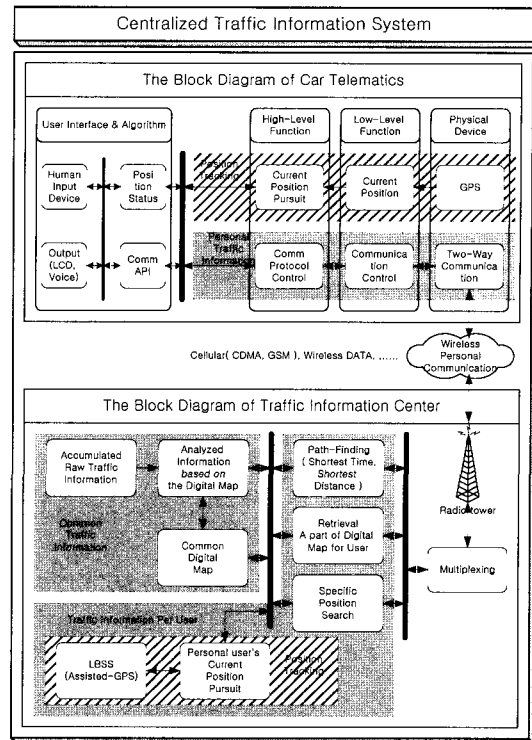 Centralized Traffic Information System
The Block Diagram of Car Telematics
User Interface & Algorithm
High-Level
Function
Low-Level
Function
Physical
Device
Position
Tracking
Human
Input
Device
Posi
tion
Status
Current
Position
Pursuit
Current
Position
GPS
Personal
Traffic
Information
Output
(LCD,
Voice)
Comm
API
Comm
Protocol
Control
Communica
tion
Control
Two-Way
Communica
tion
Cellular( CDMA, GSM ), Wireless DATA, ......
Wireless
Personal
Communication
The Block Diagram of Traffic Information Center
Accumulated
Raw Traffic
Information
Analyzed
Information
based on
the Digital Map
Path-Finding
( Shortest Time,
Shortest
Distance )
Radio tower
Common
Traffic
Information
Common
Digital
Map
Retrieval
A part of Digital
Map for User
Multiplexing
Specific
Position
Search
Traffic Information Per User
LBSS
(Assisted-GPS)
Personal user's
Current
Position
Pursuit
Position
Tracking